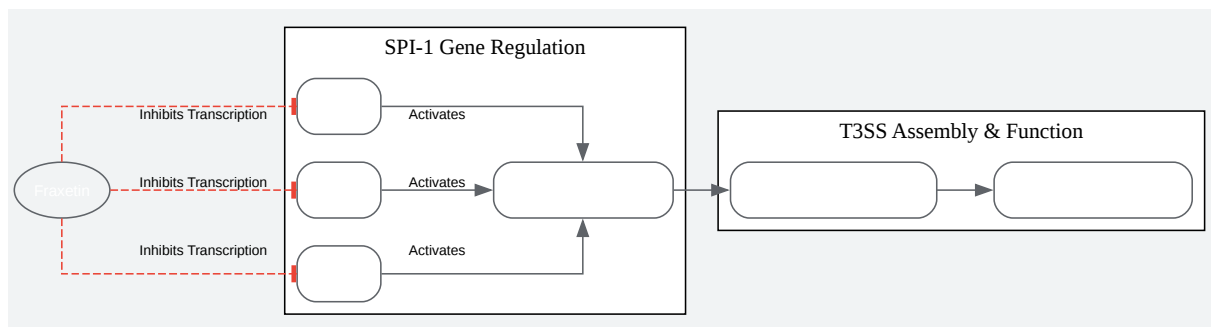 SPI-1 Gene Regulation
Inhibits Transcription
Activates
T3SS Assembly & Function
Fraxetin
Inhibits Transcription
Activates
Inhibits Transcription
Activates